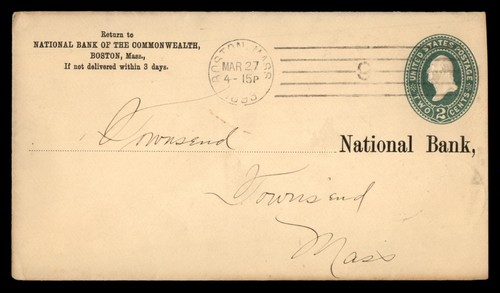 Return to
NATIONAL BANK OF THE COMMONWEALTH,
BOSTON, Mass.,
If not delivered within 3 days.
BOSTON. MASS.
MAR. 27
4-15P
UNITED STATES POSTAGE
TWO 2 CENTS
Townsend National Bank,
Townsend
Mass